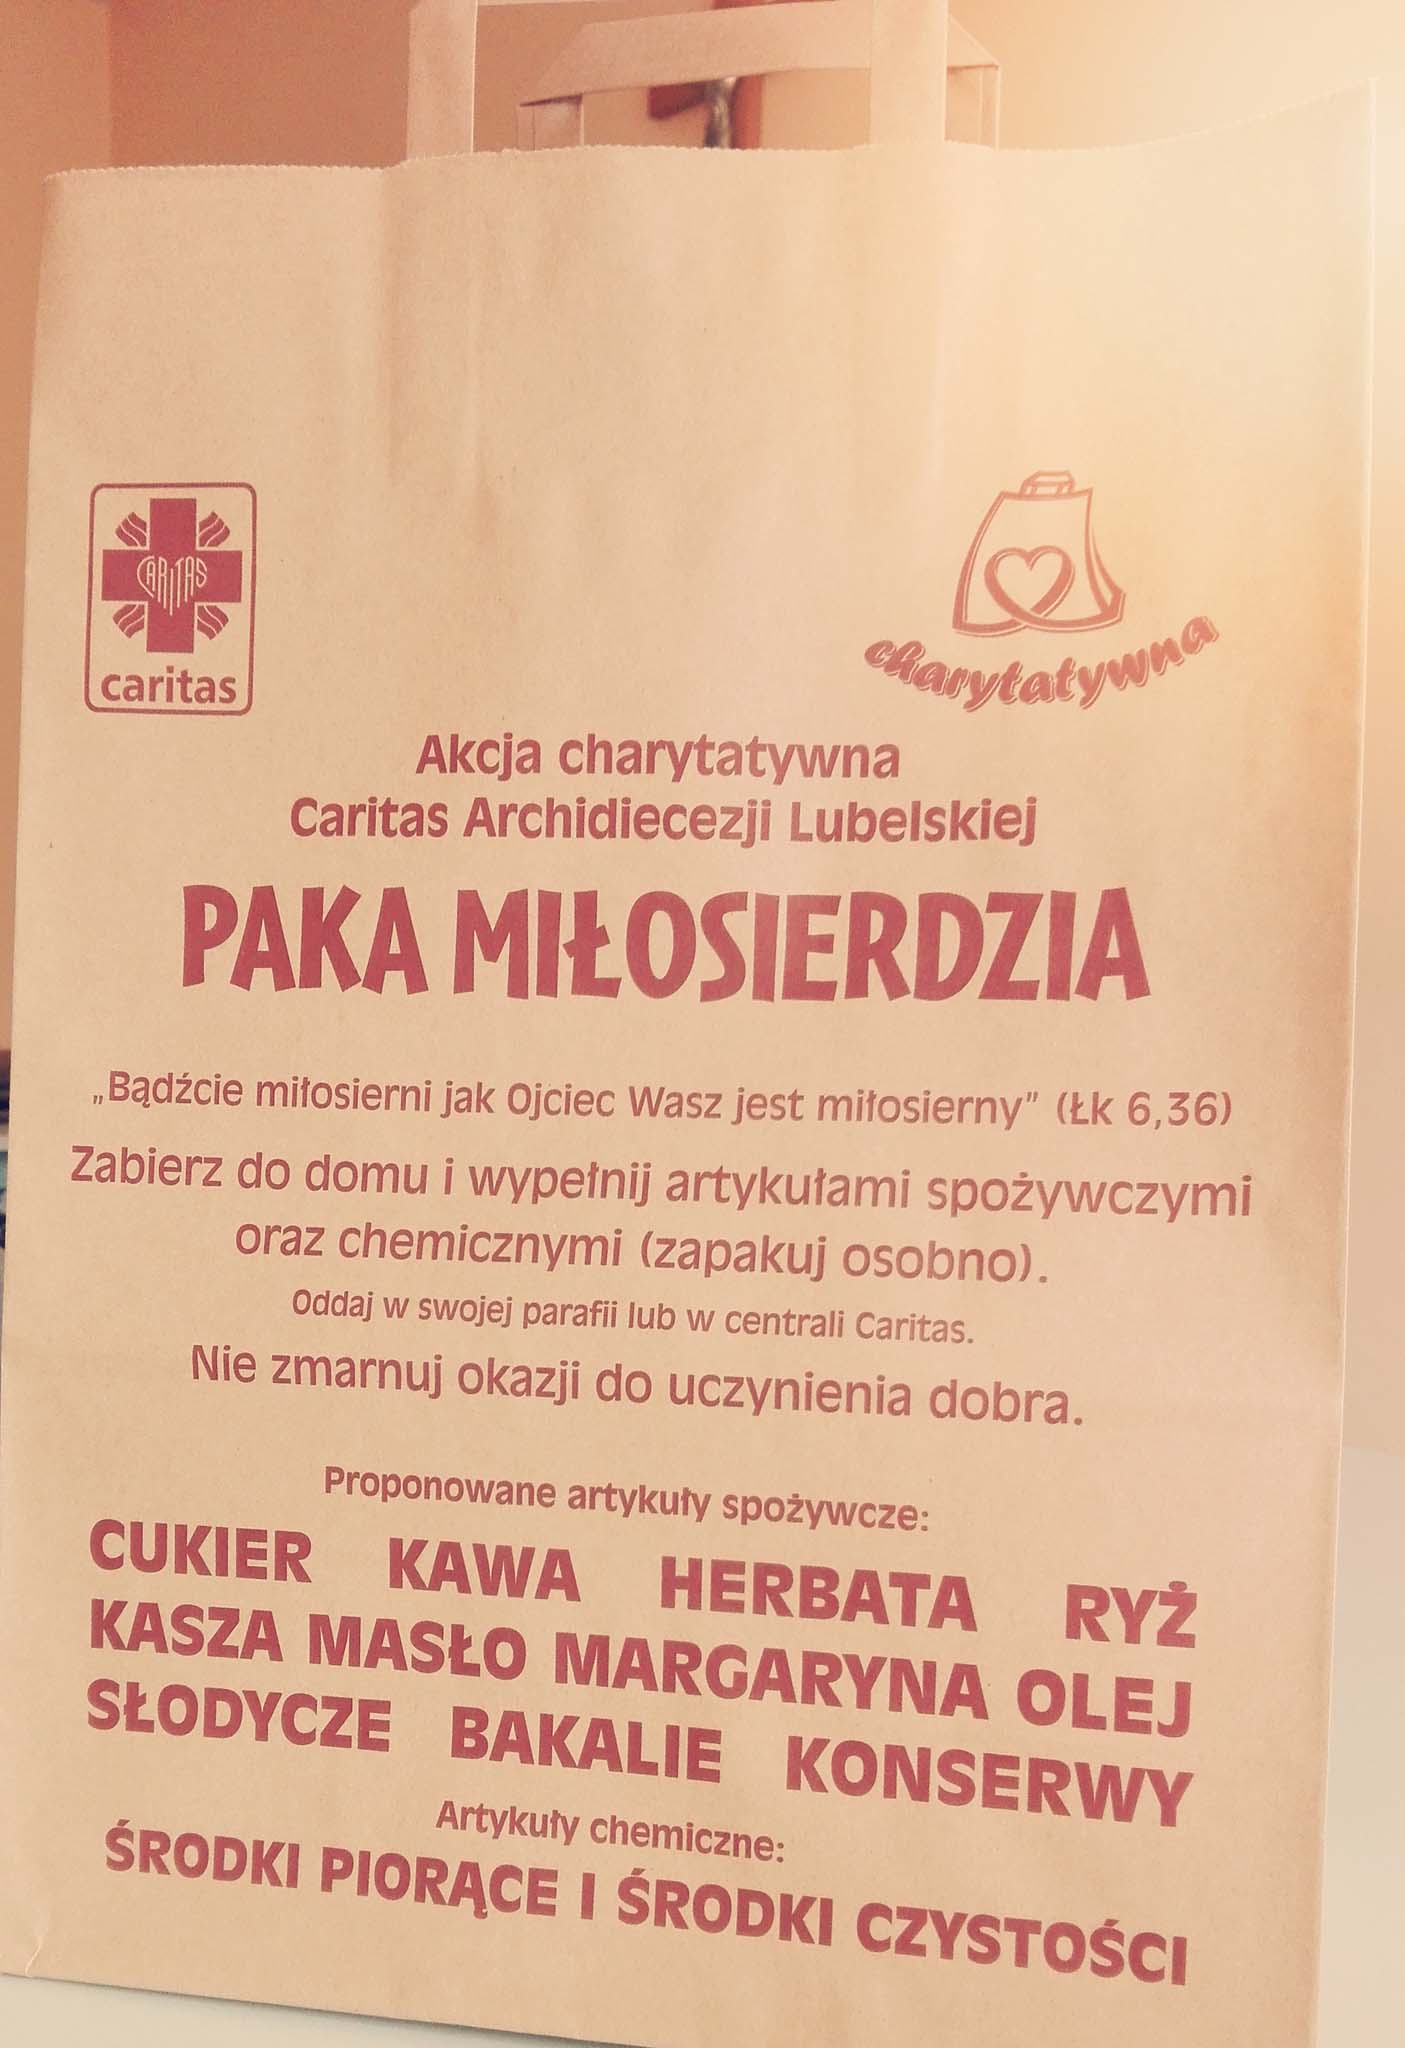 CARITAS
caritas
charytatywna
Akcja charytatywna
Caritas Archidiecezji Lubelskiej
PAKA MIŁOSIERDZIA
„Bądźcie miłosierni jak Ojciec Wasz jest miłosierny” (Łk 6,36)
Zabierz do domu i wypełnij artykułami spożywczymi
oraz chemicznymi (zapakuj osobno).
Oddaj w swojej parafii lub w centrali Caritas.
Nie zmarnuj okazji do uczynienia dobra.
Proponowane artykuły spożywcze:
CUKIER KAWA HERBATA RYŻ
KASZA MASŁO MARGARYNA OLEJ
SŁODYCZE BAKALIE KONSERWY
Artykuły chemiczne:
ŚRODKI PIORĄCE I ŚRODKI CZYSTOŚCI